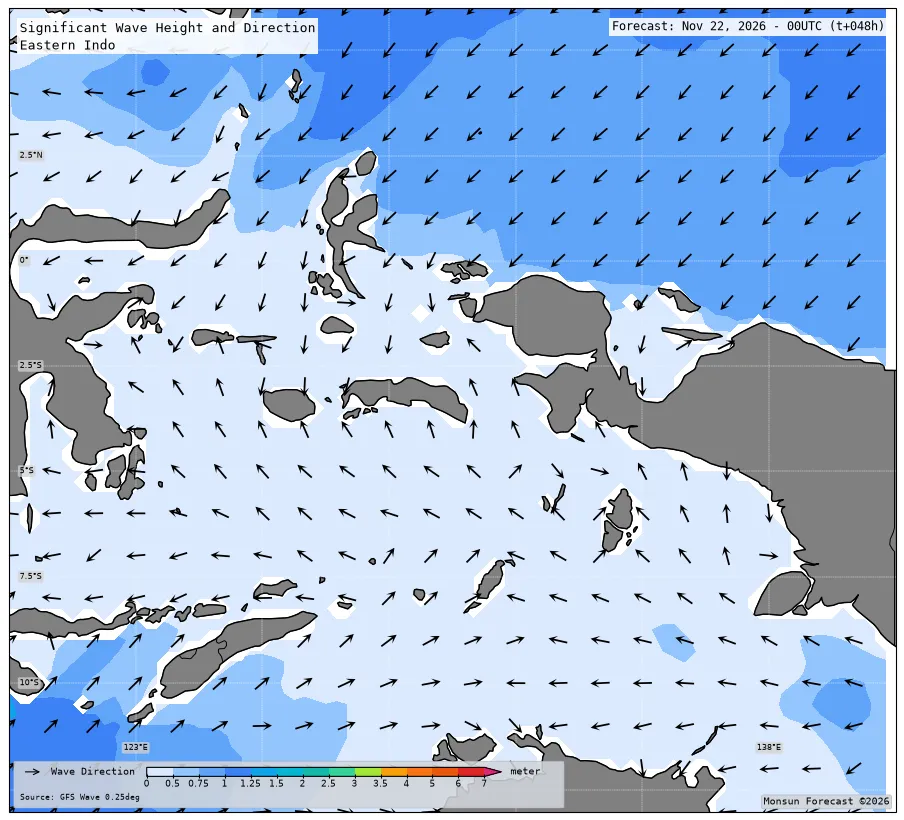 Significant Wave Height and Direction
Eastern Indo
Forecast: Nov 22, 2026 - 00UTC (t+048h)
2.5°N
0°
2.5°S
5°S
7.5°S
10°S
123°E
138°E
Wave Direction
meter
0 0.5 0.75 1 1.25 1.5 2 2.5 3 3.5 4 5 6 7
Source: GFS Wave 0.25deg
Monsun Forecast ©2026